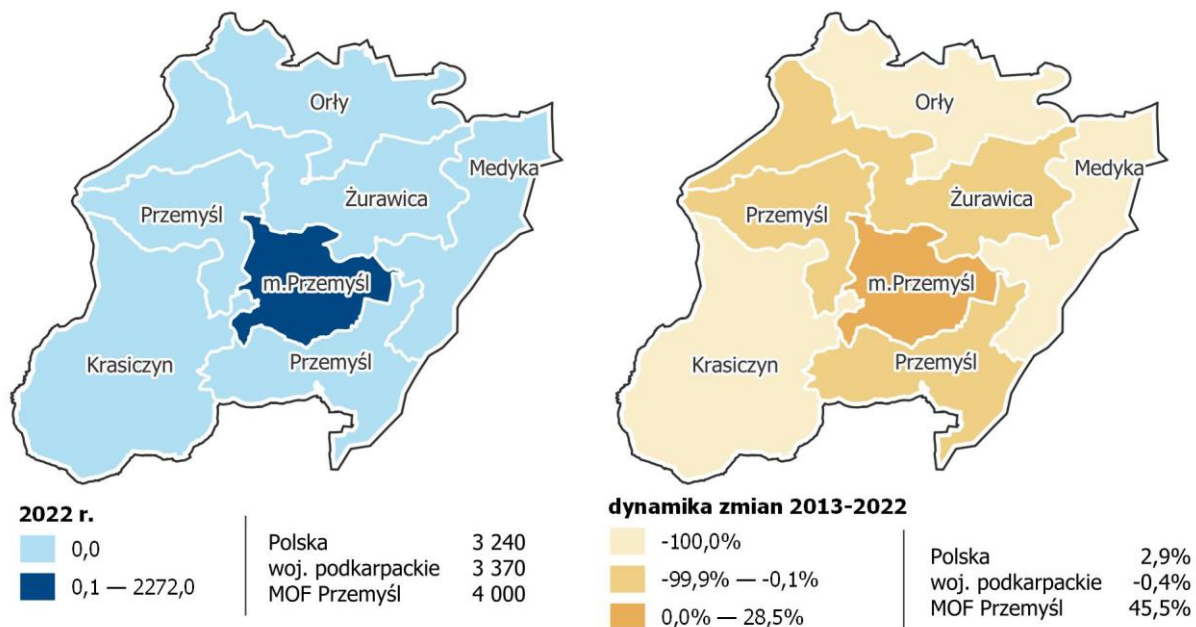 Orły
Medyka
Żurawica
Przemyśl
m.Przemyśl
Krasiczyn
Przemyśl
2022 r.
0,0
0,1 — 2272,0
Polska 3 240
woj. podkarpackie 3 370
MOF Przemyśl 4 000
Orły
Medyka
Żurawica
Przemyśl
m.Przemyśl
Krasiczyn
Przemyśl
dynamika zmian 2013-2022
-100,0%
-99,9% — -0,1%
0,0% — 28,5%
Polska 2,9%
woj. podkarpackie -0,4%
MOF Przemyśl 45,5%